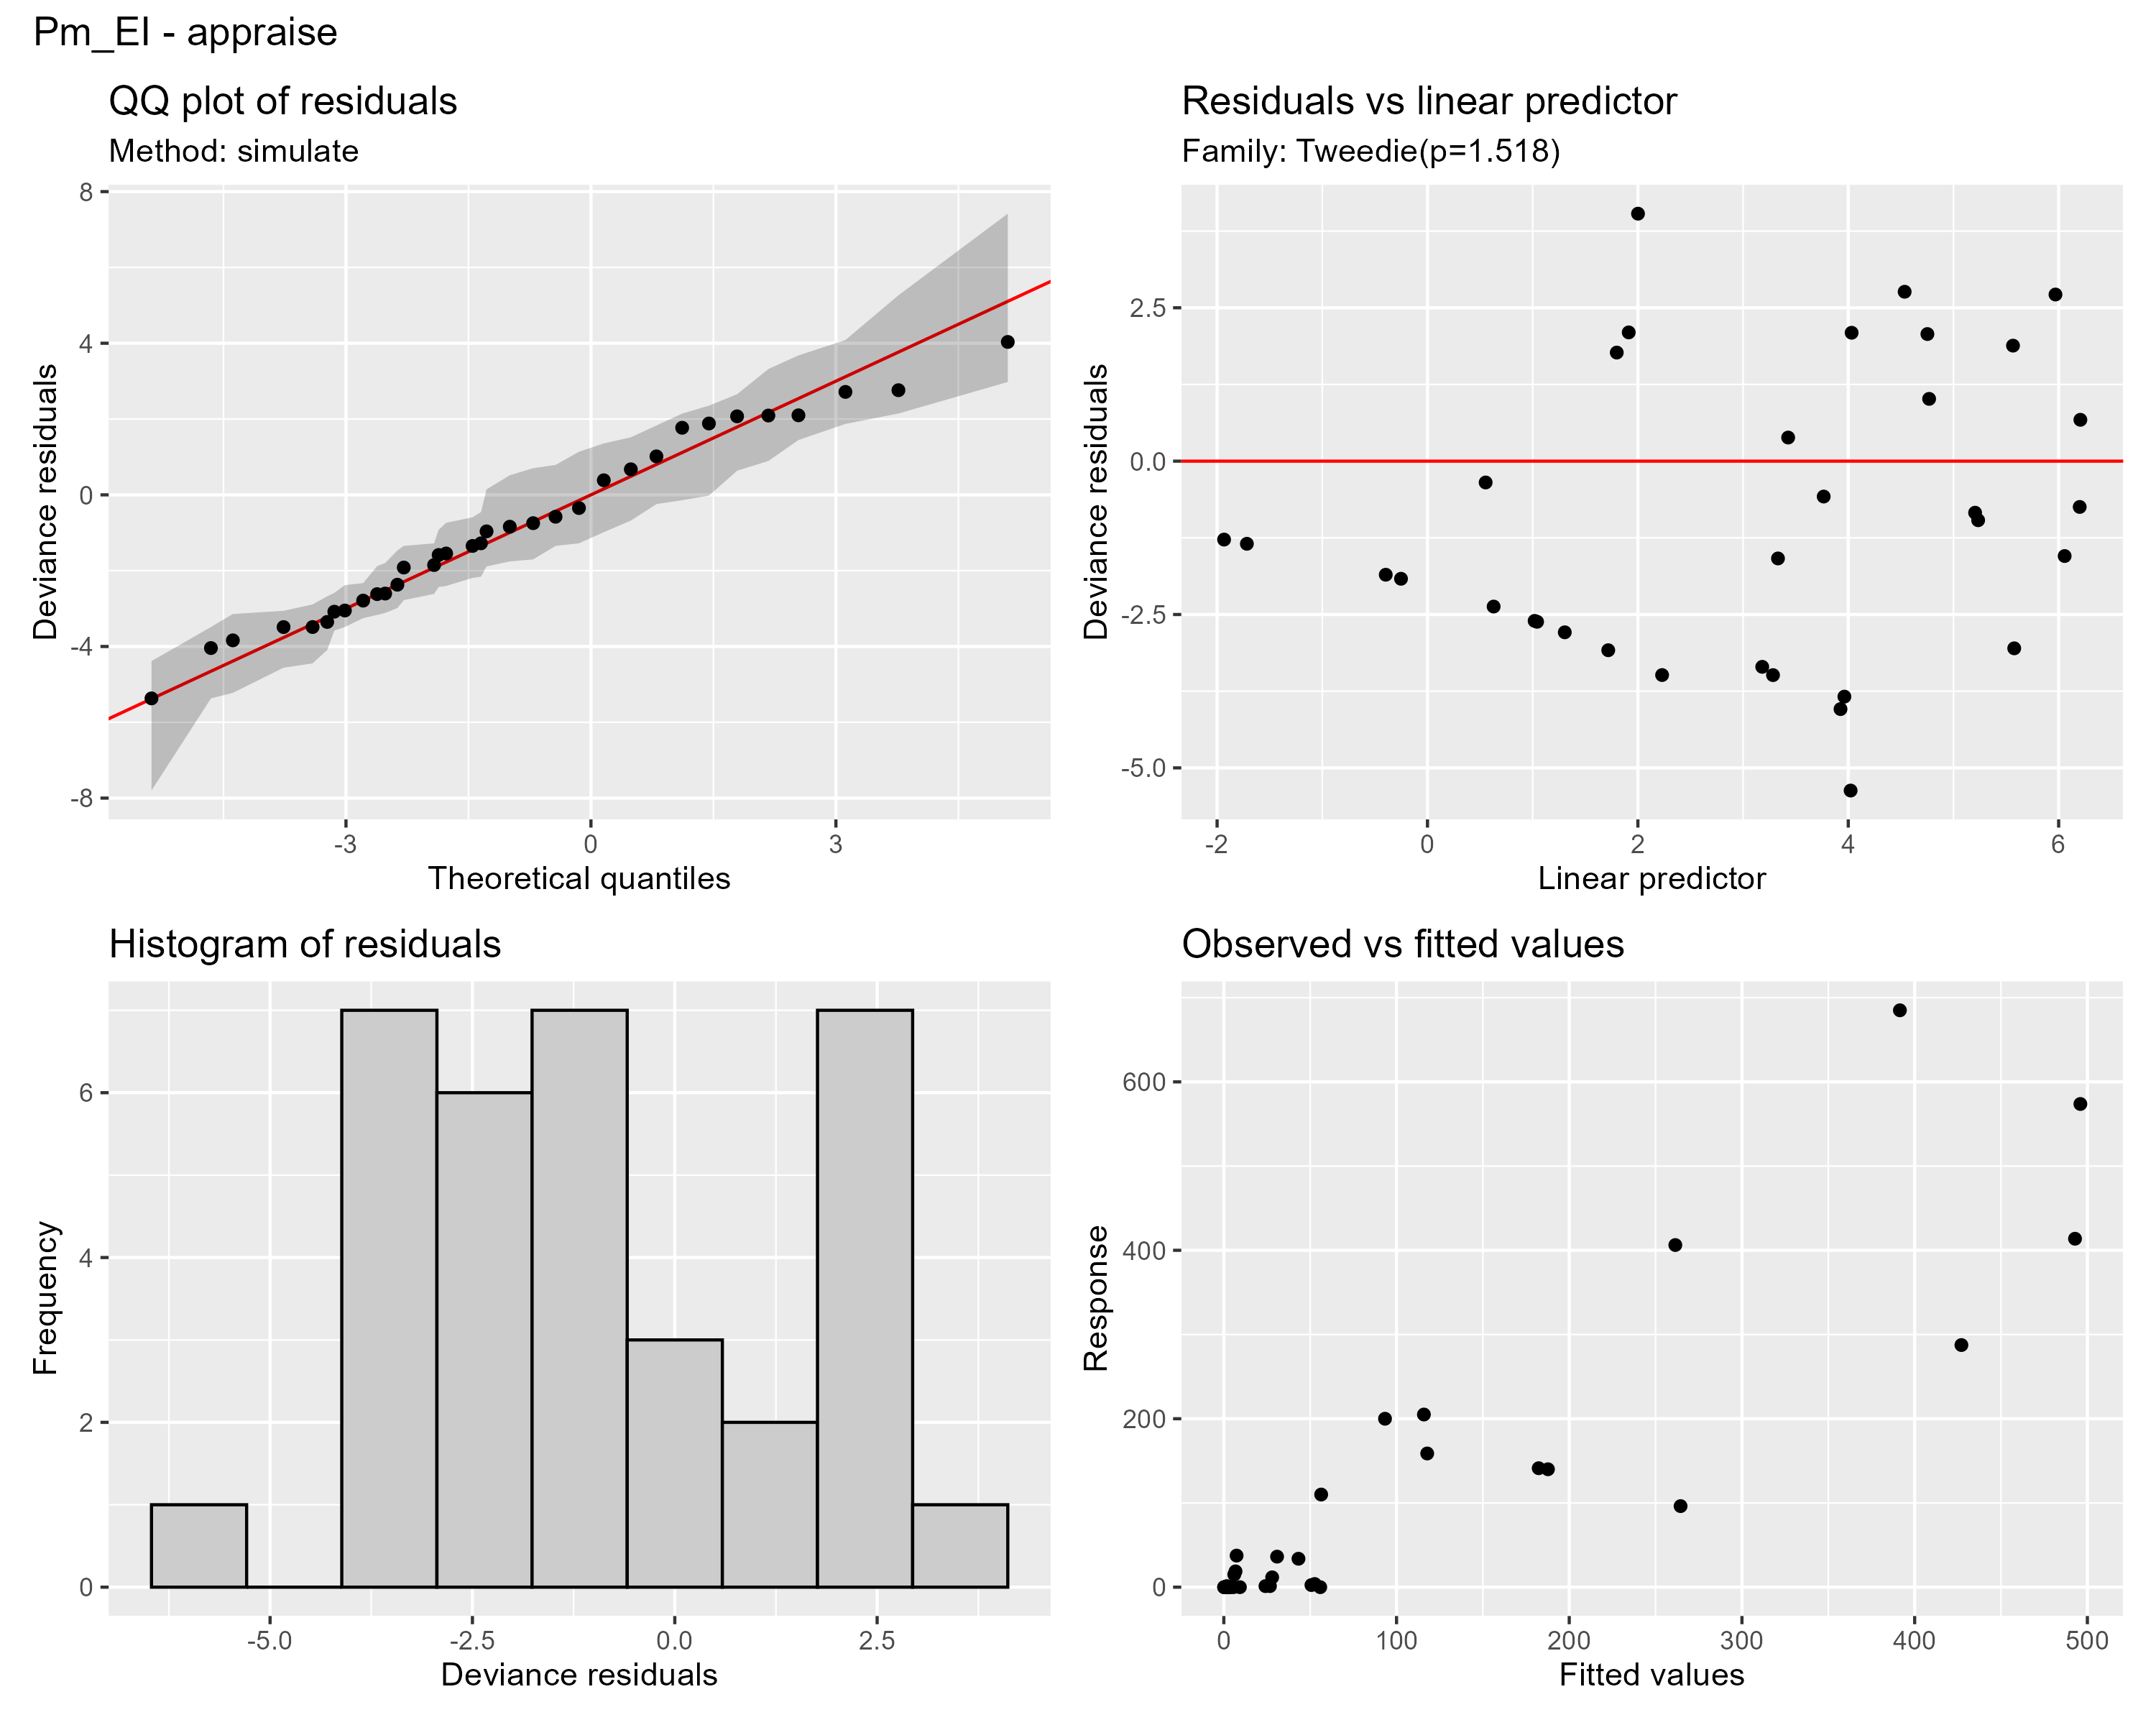 Pm_EI - appraise
QQ plot of residuals
Method: simulate
8
4
0
-4
-8
-3
0
3
Deviance residuals
Theoretical quantiles
Residuals vs linear predictor
Family: Tweedie(p=1.518)
2.5
0.0
-2.5
-5.0
-2
0
2
4
6
Deviance residuals
Linear predictor
Histogram of residuals
6
4
2
0
-5.0
-2.5
0.0
2.5
Frequency
Deviance residuals
Observed vs fitted values
600
400
200
0
0
100
200
300
400
500
Response
Fitted values